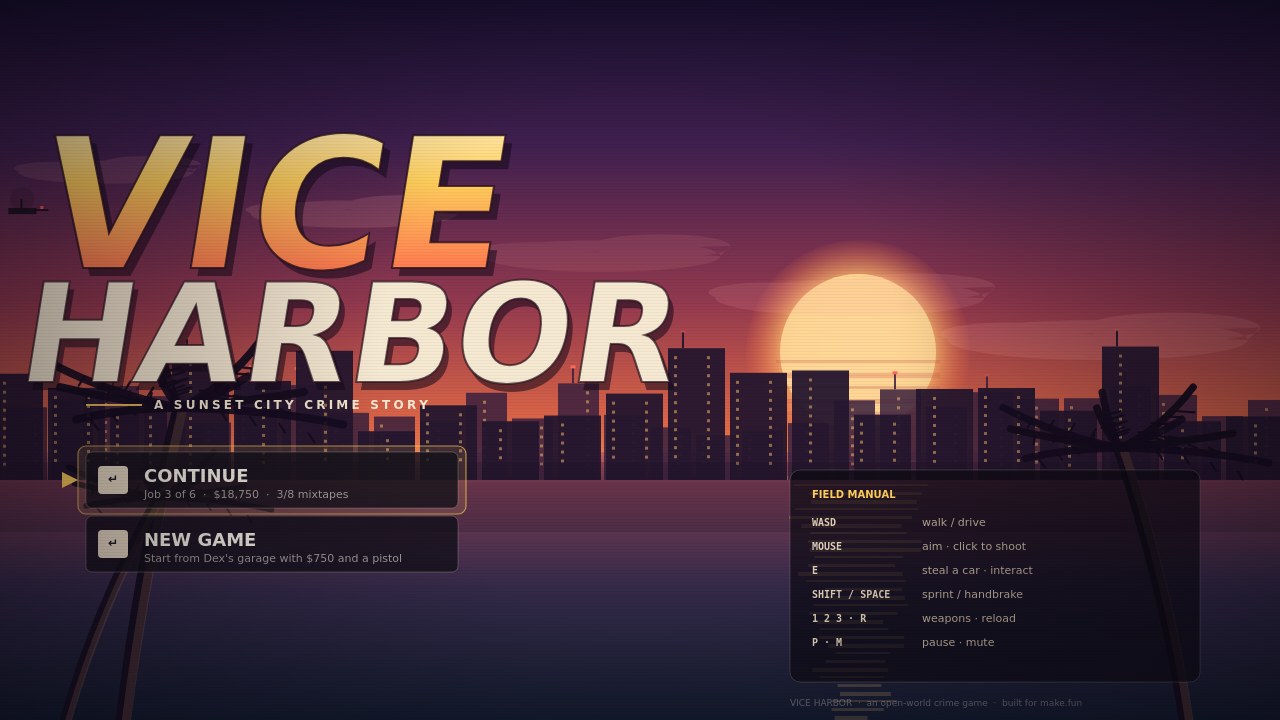 VICE
HARBOR
A SUNSET CITY CRIME STORY
↵ CONTINUE
Job 3 of 6 · $18,750 · 3/8 mixtapes
↵ NEW GAME
Start from Dex's garage with $750 and a pistol
FIELD MANUAL
WASD walk / drive
MOUSE aim · click to shoot
E steal a car · interact
SHIFT / SPACE sprint / handbrake
1 2 3 · R weapons · reload
P · M pause · mute
VICE HARBOR · an open-world crime game · built for make.fun